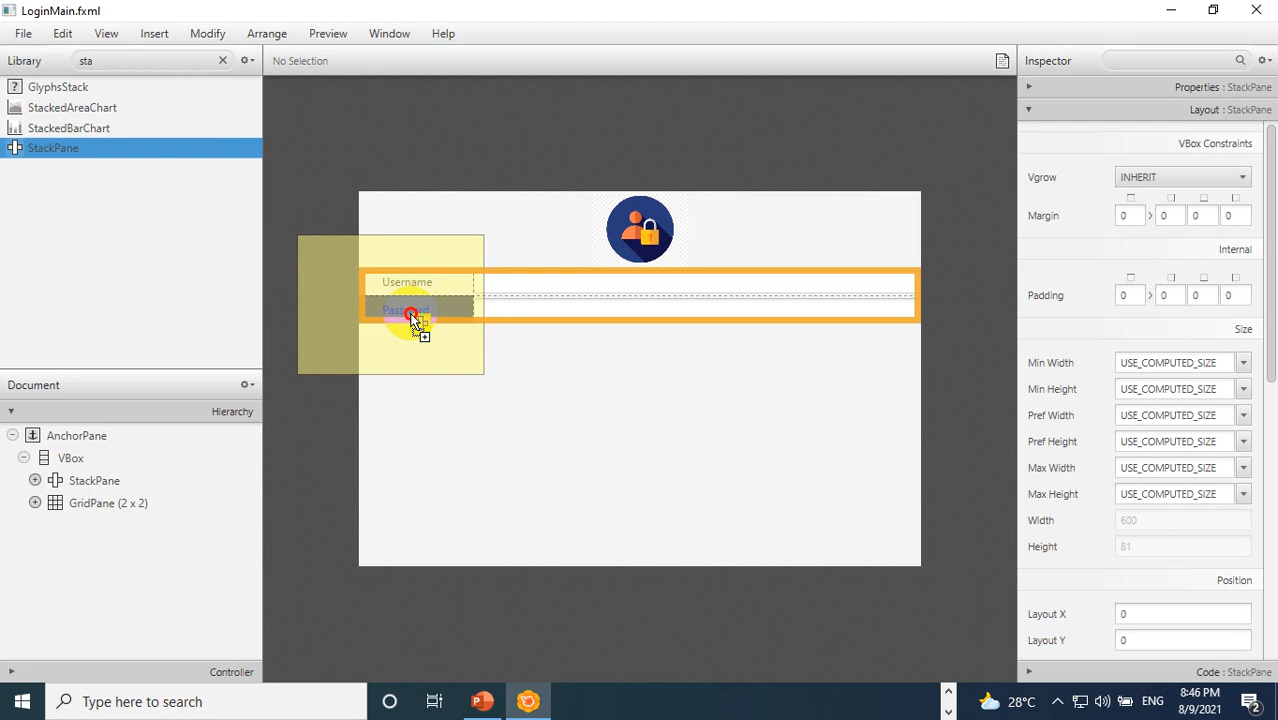 LoginMain.fxml
File Edit View Insert Modify Arrange Preview Window Help
Library sta
No Selection
Inspector
GlyphsStack
StackedAreaChart
StackedBarChart
StackPane
Properties : StackPane
Layout : StackPane
VBox Constraints
Vgrow INHERIT
Margin 0 0 0 0
Internal
Padding 0 0 0 0
Size
Min Width USE_COMPUTED_SIZE
Min Height USE_COMPUTED_SIZE
Pref Width USE_COMPUTED_SIZE
Pref Height USE_COMPUTED_SIZE
Max Width USE_COMPUTED_SIZE
Max Height USE_COMPUTED_SIZE
Width 600
Height 81
Position
Layout X 0
Layout Y 0
Code : StackPane
Username
Password
Document
Hierarchy
AnchorPane
VBox
StackPane
GridPane (2 x 2)
Controller
Type here to search
28°C
ENG
8:46 PM
8/9/2021
2